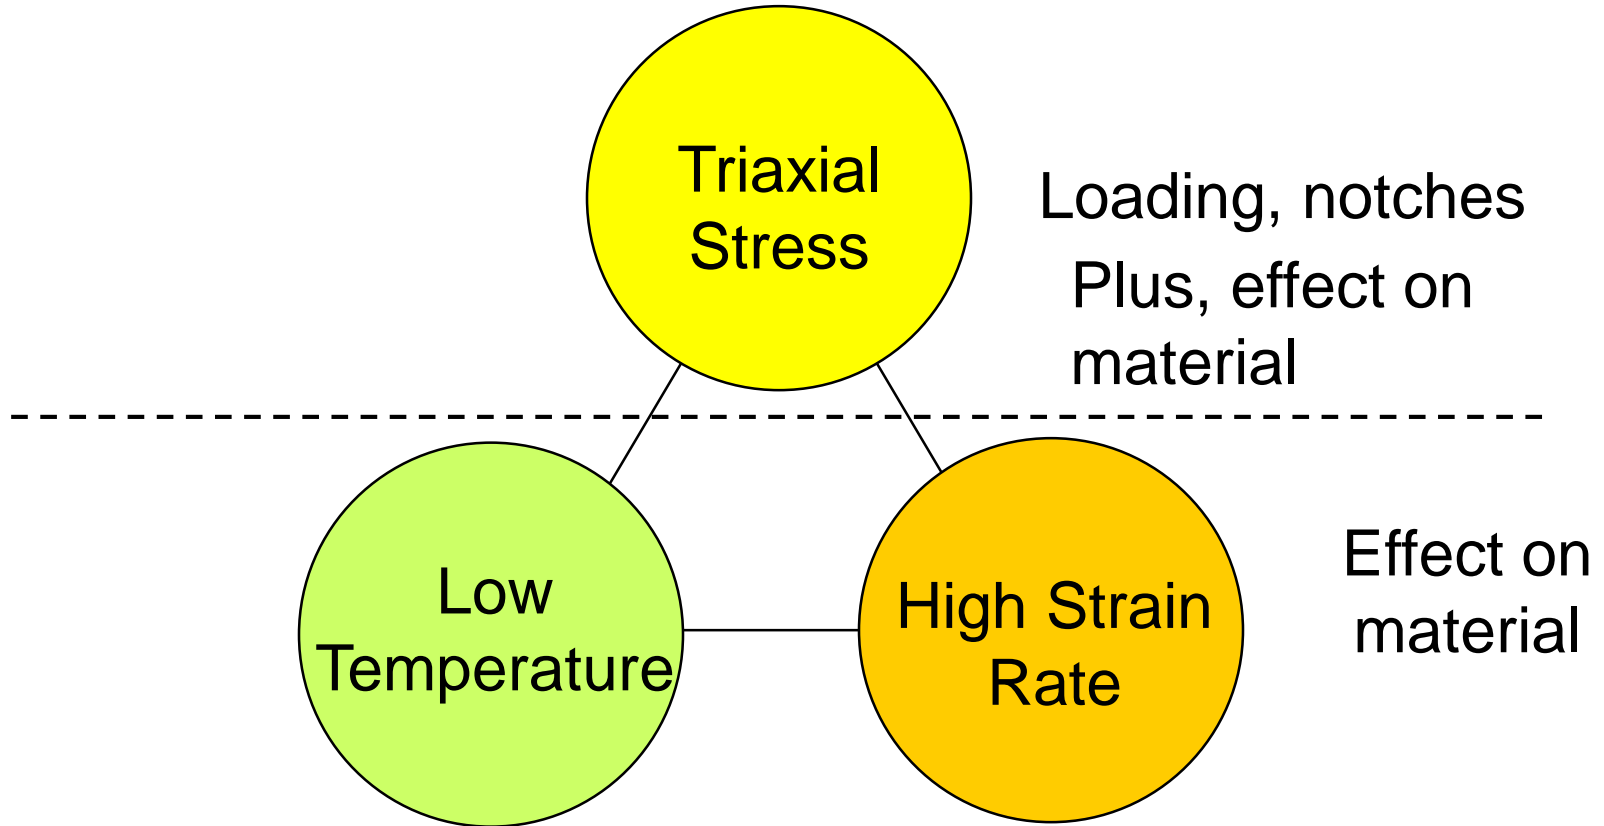 Triaxial
Stress
Loading, notches
Plus, effect on
material
Low
Temperature
High Strain
Rate
Effect on
material